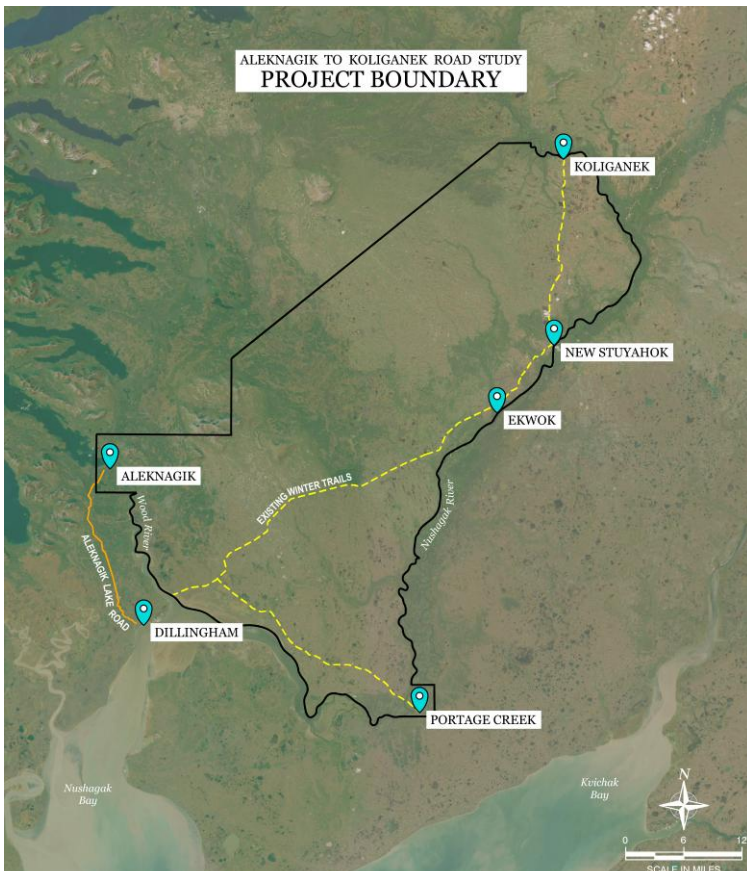 ALEKNAGIK TO KOLIGANEK ROAD STUDY
PROJECT BOUNDARY
KOLIGANEK
NEW STUYAHOK
EKWOK
ALEKNAGIK
EXISTING WINTER TRAILS
Wood River
Nushagak River
ALEKNAGIK LAKE ROAD
DILLINGHAM
PORTAGE CREEK
Nushagak
Bay
Kvichak
Bay
N
0 6 12
SCALE IN MILES